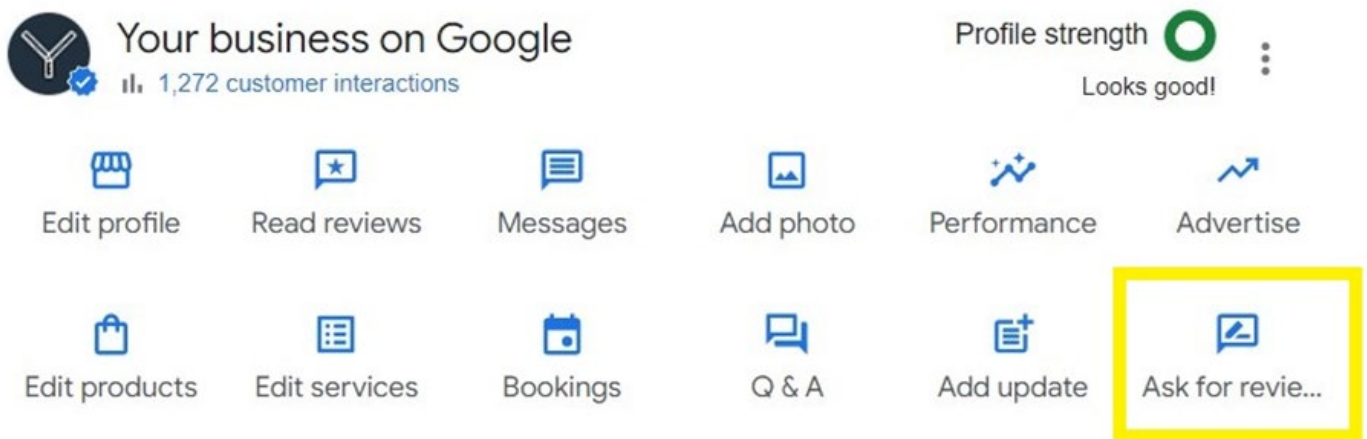 Your business on Google
Profile strength
1,272 customer interactions
Looks good!
Edit profile
Read reviews
Messages
Add photo
Performance
Advertise
Edit products
Edit services
Bookings
Q & A
Add update
Ask for revie...